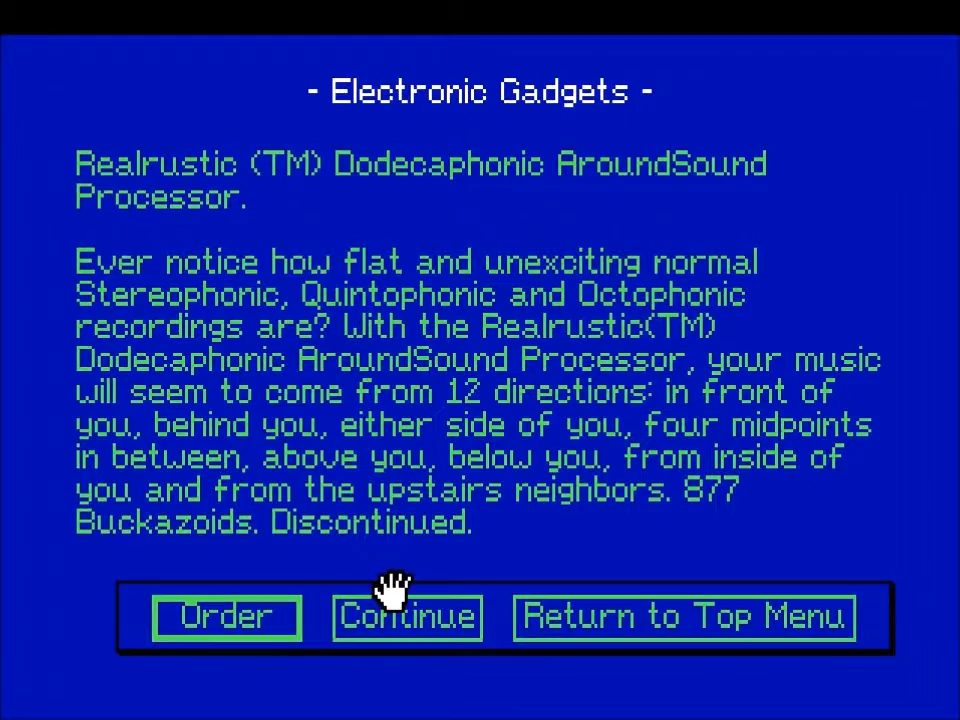 - Electronic Gadgets -
Realrustic (TM) Dodecaphonic AroundSound
Processor.
Ever notice how flat and unexciting normal
Stereophonic, Quintophonic and Octophonic
recordings are? With the Realrustic(TM)
Dodecaphonic AroundSound Processor, your music
will seem to come from 12 directions: in front of
you, behind you, either side of you, four midpoints
in between, above you, below you, from inside of
you and from the upstairs neighbors. 877
Buckazoids. Discontinued.
Order Continue Return to Top Menu